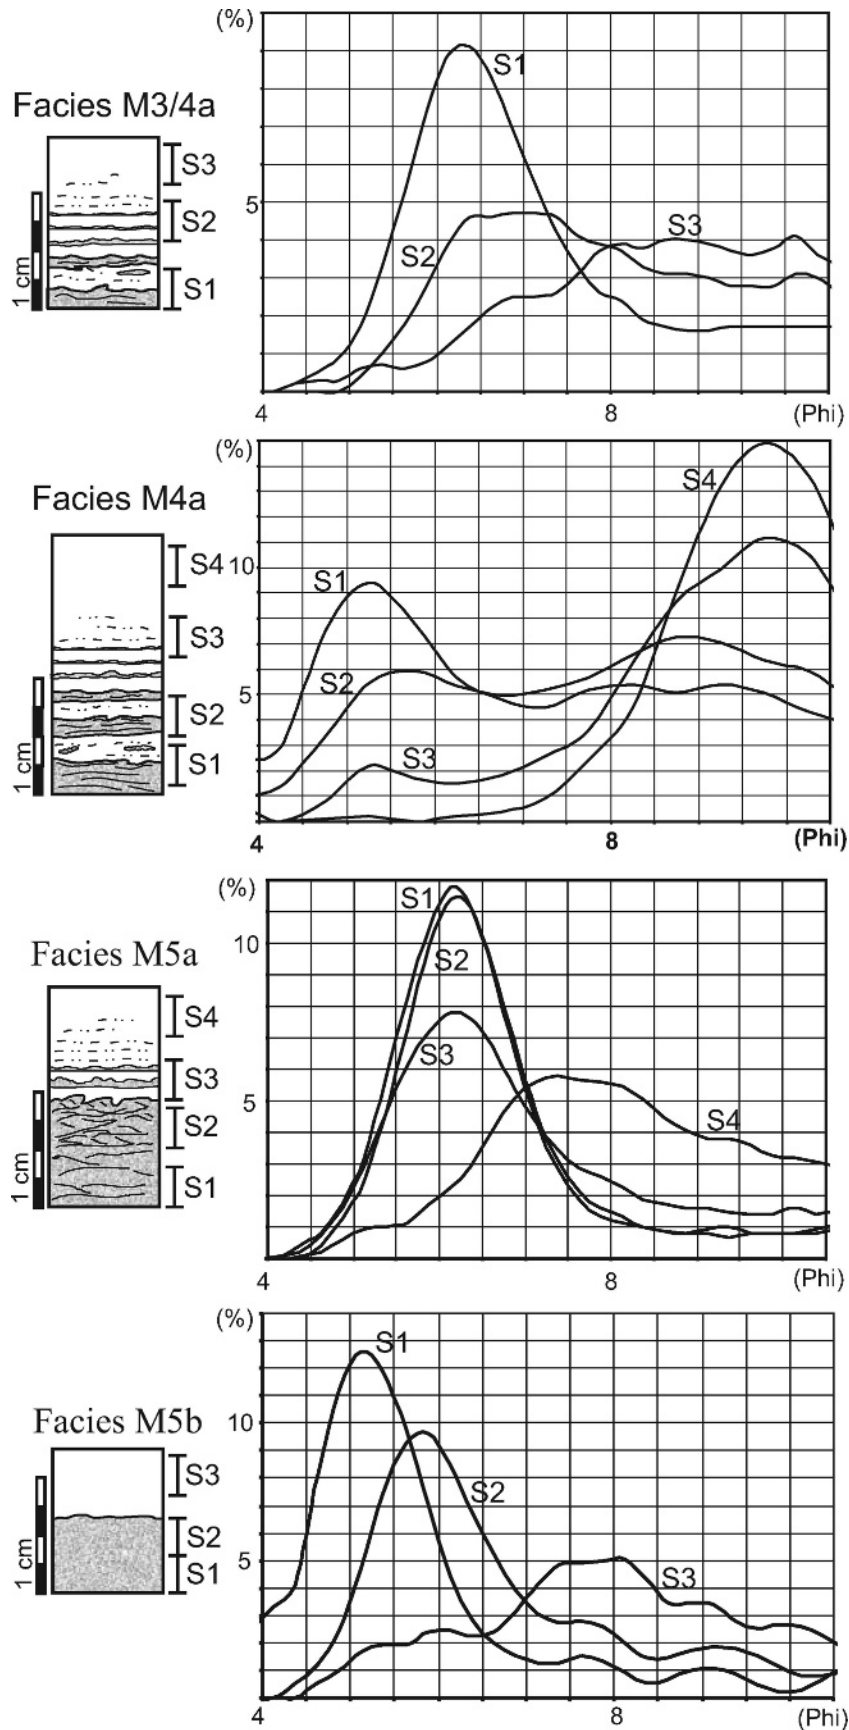 (%)
Facies M3/4a
S1
S3
S2
S1
1 cm
5
S2
S3
4
8
(Phi)
(%)
Facies M4a
S4
S3
S2
S1
1 cm
10
5
S1
S2
S3
S4
4
8
(Phi)
(%)
Facies M5a
S4
S3
S2
S1
1 cm
10
5
S1
S2
S3
S4
4
8
(Phi)
(%)
Facies M5b
S3
S2
S1
1 cm
10
5
S1
S2
S3
4
8
(Phi)